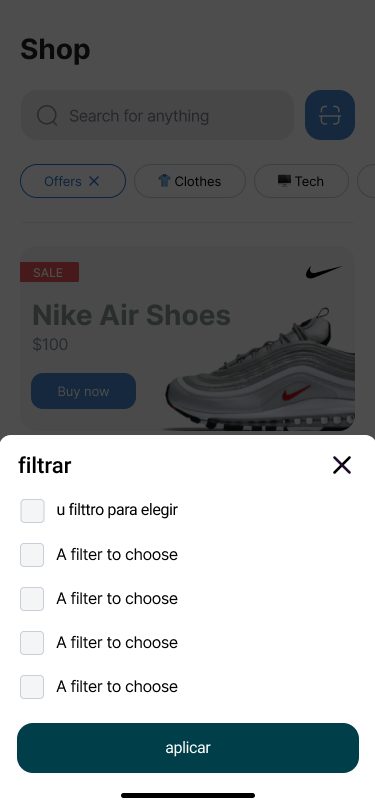 Shop
Search for anything
Offers
Clothes
Tech
SALE
Nike Air Shoes
$100
Buy now
filtrar
u filttro para elegir
A filter to choose
A filter to choose
A filter to choose
A filter to choose
aplicar